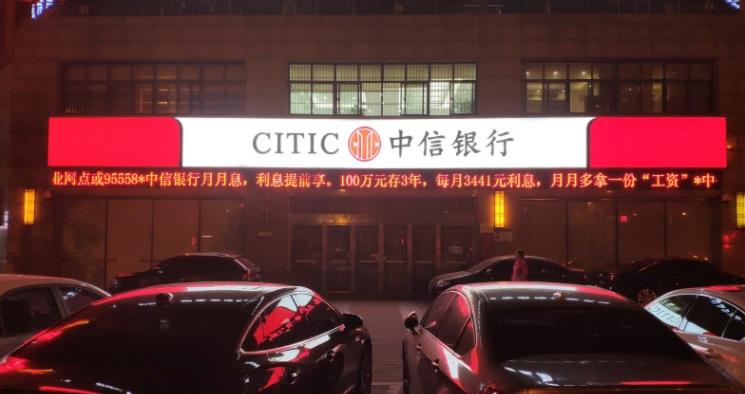 CITIC 中信银行
业网点或95558*中信银行月月息，利息提前享。100万元存3年，每月3441元利息，月月多拿一份“工资”*中